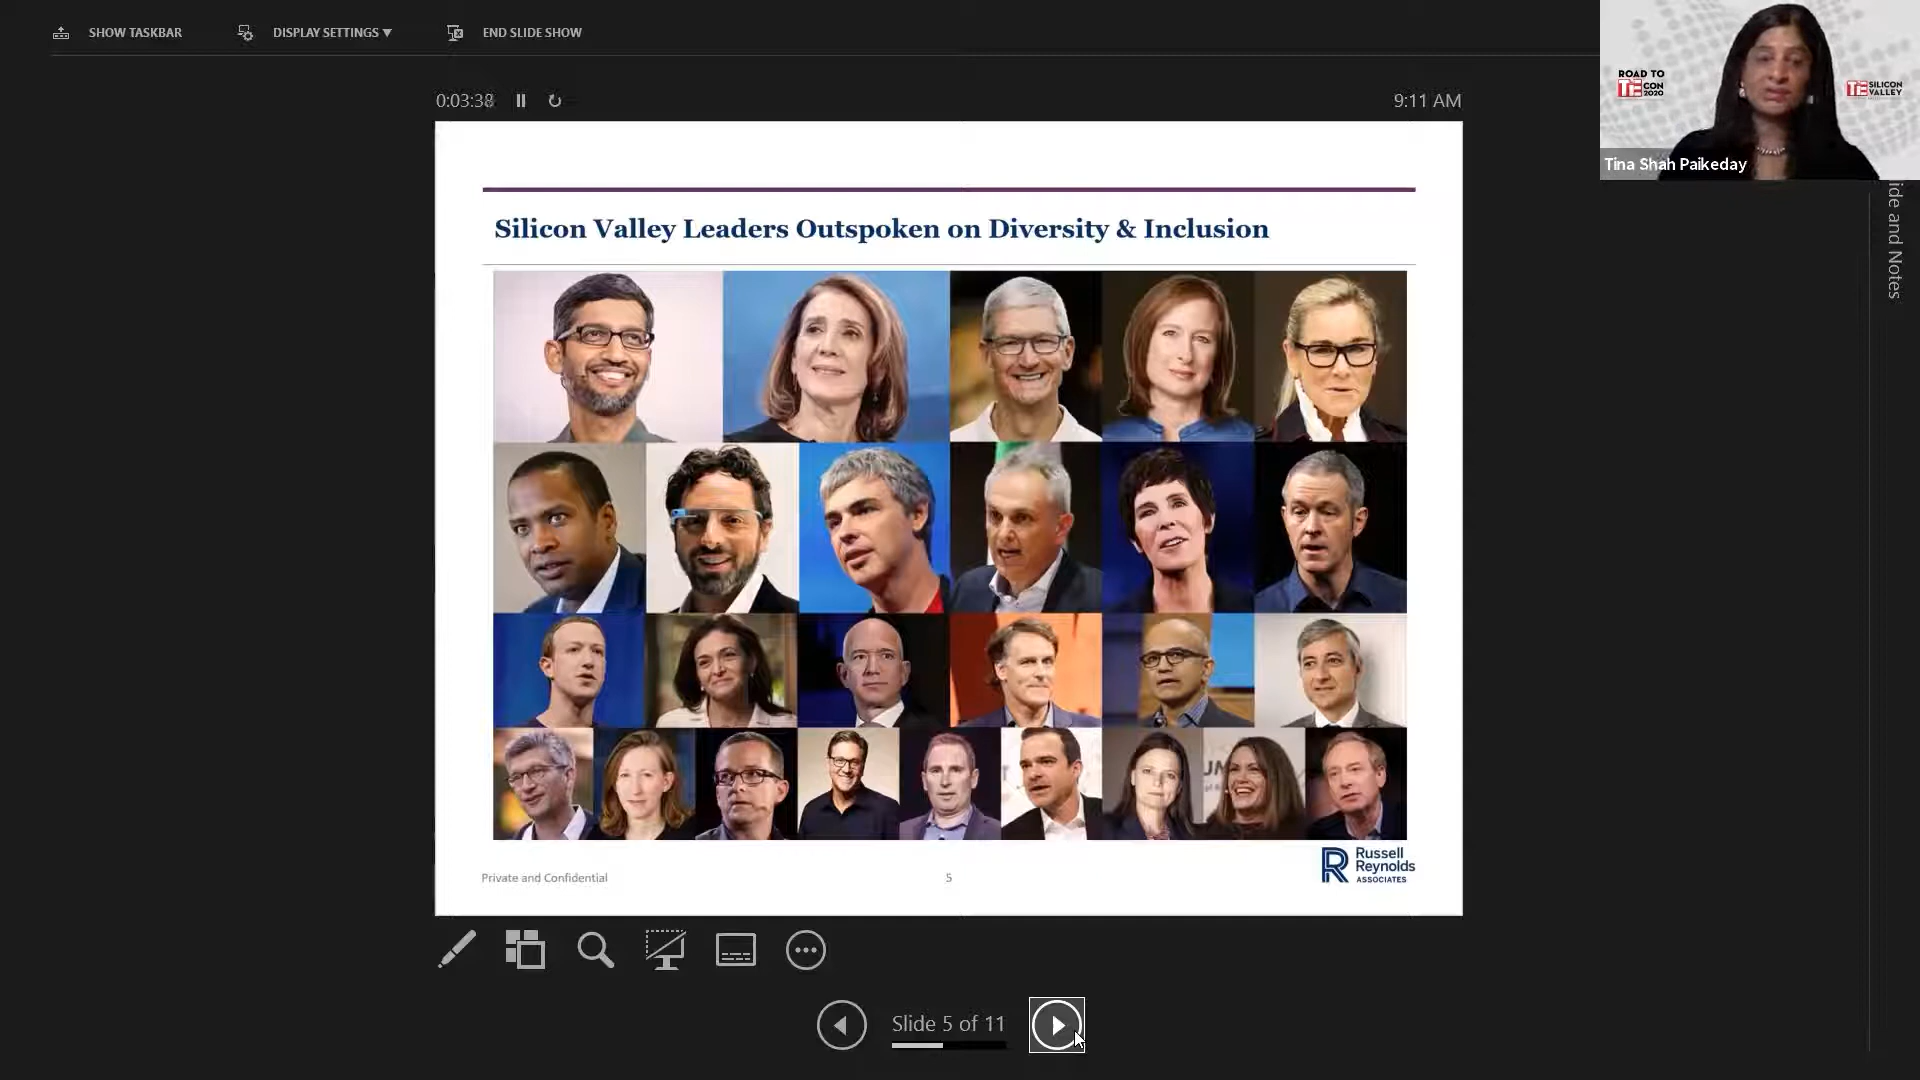 SHOW TASKBAR
DISPLAY SETTINGS ▼
END SLIDE SHOW
ROAD TO
TiE CON
2020
TiE SILICON
VALLEY
Tina Shah Paikeday
0:03:38
9:11 AM
ide and Notes
Silicon Valley Leaders Outspoken on Diversity & Inclusion
Private and Confidential
5
Russell
Reynolds
ASSOCIATES
Slide 5 of 11